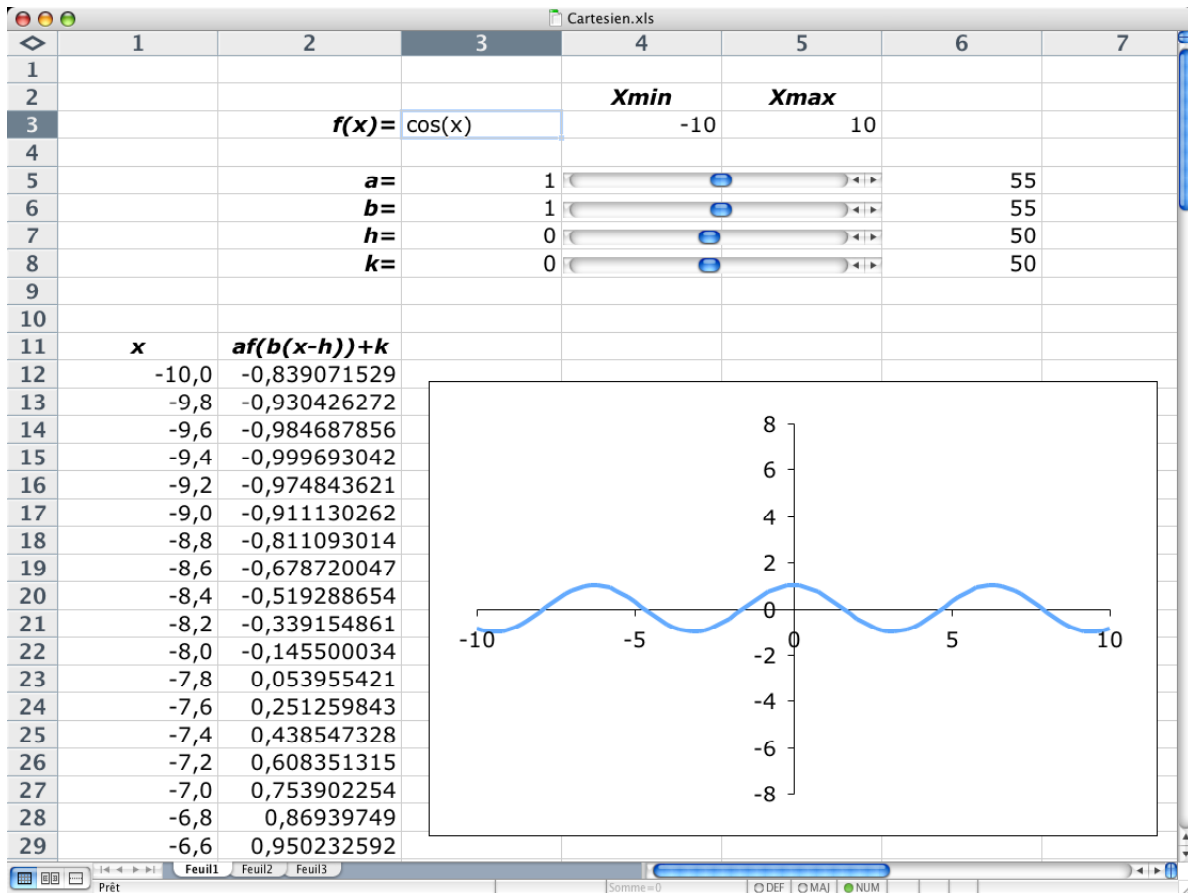 Cartesien.xls
1 2 3 4 5 6 7
1
2 Xmin Xmax
3 f(x)= cos(x) -10 10
4
5 a= 1 55
6 b= 1 55
7 h= 0 50
8 k= 0 50
9
10
11 x af(b(x-h))+k
12 -10,0 -0,839071529
13 -9,8 -0,930426272
14 -9,6 -0,984687856
15 -9,4 -0,999693042
16 -9,2 -0,974843621
17 -9,0 -0,911130262
18 -8,8 -0,811093014
19 -8,6 -0,678720047
20 -8,4 -0,519288654
21 -8,2 -0,339154861
22 -8,0 -0,145500034
23 -7,8 0,053955421
24 -7,6 0,251259843
25 -7,4 0,438547328
26 -7,2 0,608351315
27 -7,0 0,753902254
28 -6,8 0,86939749
29 -6,6 0,950232592
8
6
4
2
0
-10 -5 0 5 10
-2
-4
-6
-8
Feuil1 Feuil2 Feuil3
Prêt Somme=0 DEF MAJ NUM